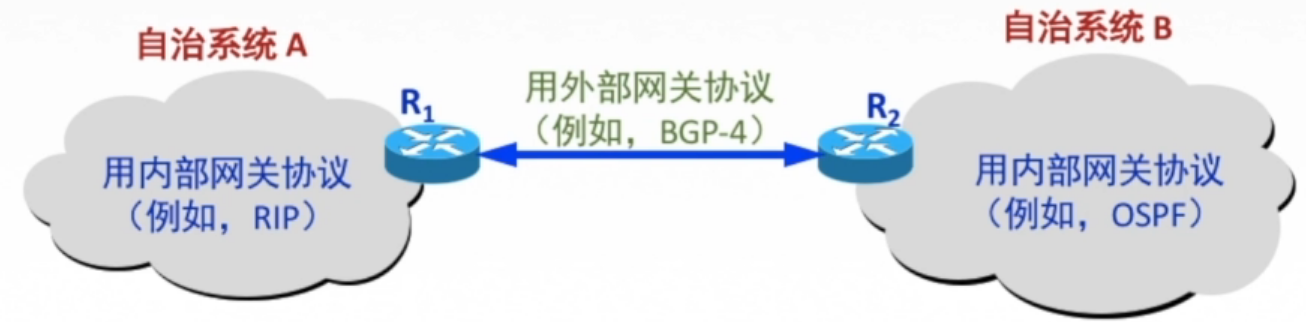 自治系统 A
自治系统 B
R1
用外部网关协议
（例如，BGP-4）
R2
用内部网关协议
（例如，RIP）
用内部网关协议
（例如，OSPF）